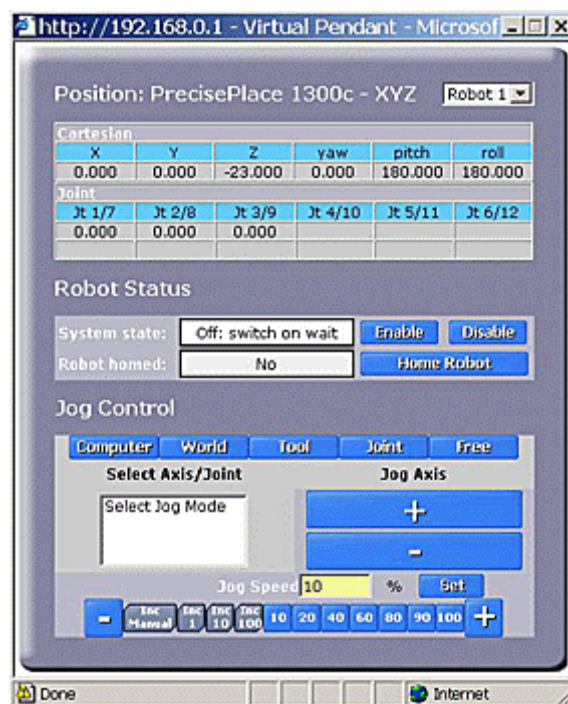 http://192.168.0.1 - Virtual Pendant - Microsof
Position: PrecisePlace 1300c - XYZ Robot 1
Cartesian
X Y Z yaw pitch roll
0.000 0.000 -23.000 0.000 180.000 180.000
Joint
Jt 1/7 Jt 2/8 Jt 3/9 Jt 4/10 Jt 5/11 Jt 6/12
0.000 0.000 0.000
Robot Status
System state: Off: switch on wait Enable Disable
Robot homed: No Home Robot
Jog Control
Computer World Tool Joint Free
Select Axis/Joint Jog Axis
Select Jog Mode +
-
Jog Speed 10 % Set
- Inc Manual Inc 1 Inc 10 Inc 100 10 20 40 60 80 90 100 +
Done Internet